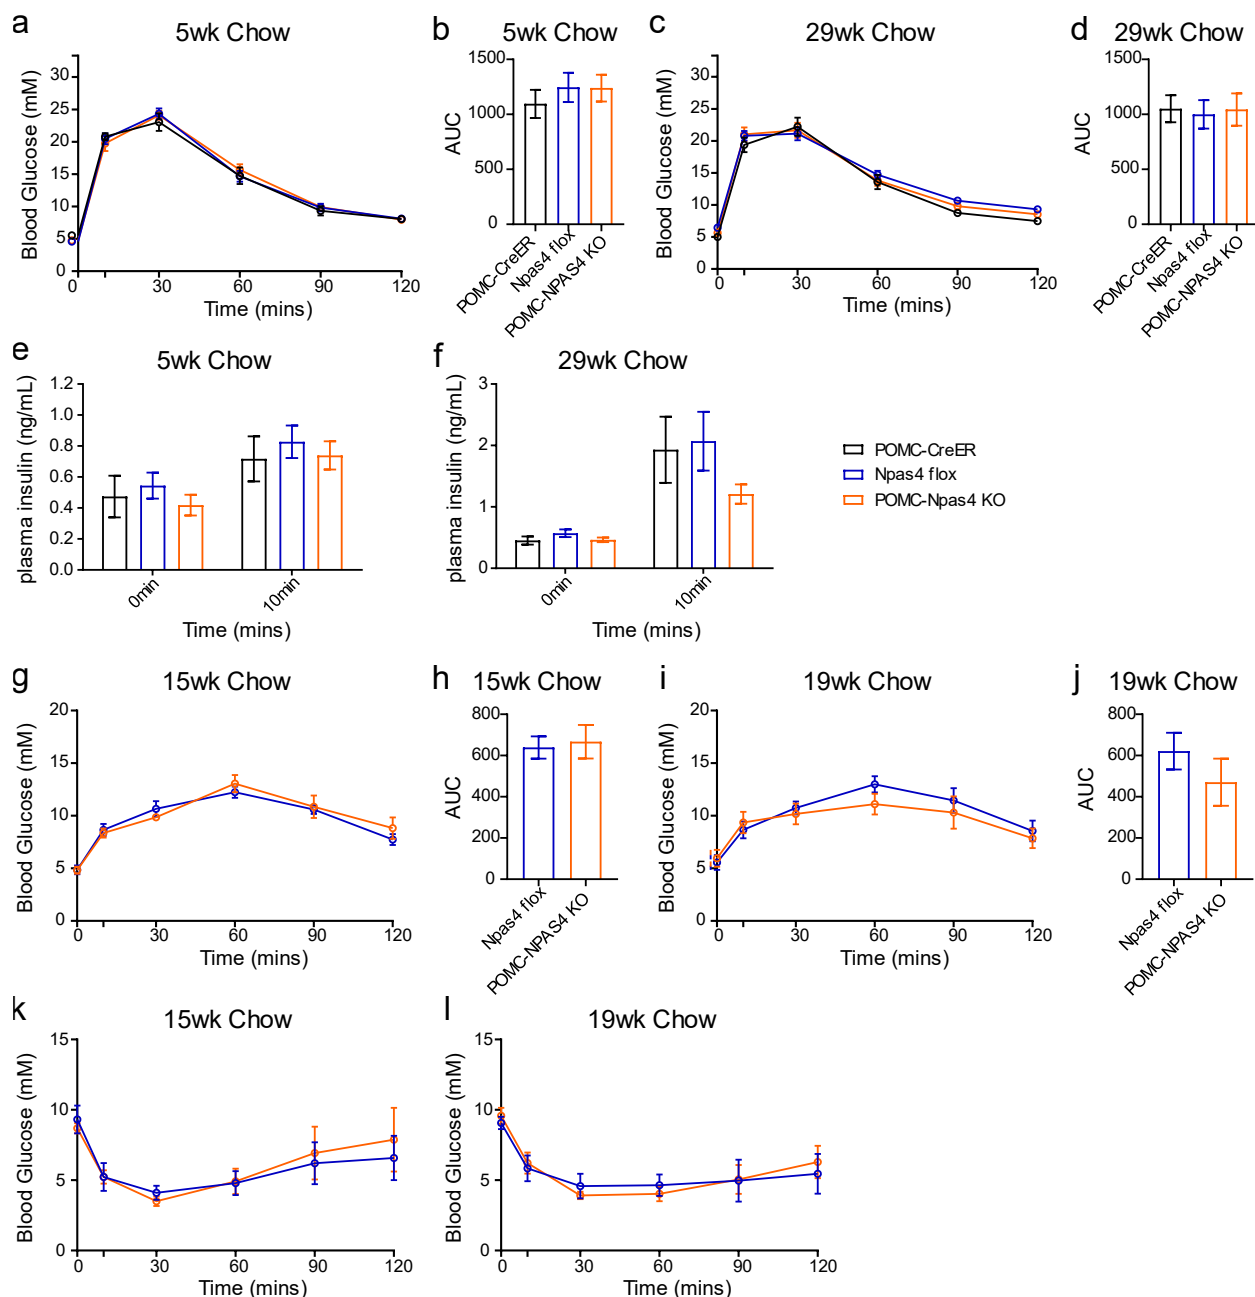 a
5wk Chow
Blood Glucose (mM)
30
25
20
15
10
5
0
0
30
60
90
120
Time (mins)
b
5wk Chow
AUC
1500
1000
500
0
POMC-CreER
Npas4 flox
POMC-NPAS4 KO
c
29wk Chow
Blood Glucose (mM)
30
25
20
15
10
5
0
0
30
60
90
120
Time (mins)
d
29wk Chow
AUC
1500
1000
500
0
POMC-CreER
Npas4 flox
POMC-NPAS4 KO
e
5wk Chow
plasma insulin (ng/mL)
1.2
1.0
0.8
0.6
0.4
0.2
0.0
0min
10min
Time (mins)
f
29wk Chow
plasma insulin (ng/mL)
3
2
1
0
0min
10min
Time (mins)
POMC-CreER
Npas4 flox
POMC-Npas4 KO
g
15wk Chow
Blood Glucose (mM)
20
15
10
5
0
0
30
60
90
120
Time (mins)
h
15wk Chow
AUC
800
600
400
200
0
Npas4 flox
POMC-NPAS4 KO
i
19wk Chow
Blood Glucose (mM)
20
15
10
5
0
0
30
60
90
120
Time (mins)
j
19wk Chow
AUC
800
600
400
200
0
Npas4 flox
POMC-NPAS4 KO
k
15wk Chow
Blood Glucose (mM)
15
10
5
0
0
30
60
90
120
Time (mins)
l
19wk Chow
Blood Glucose (mM)
15
10
5
0
0
30
60
90
120
Time (mins)